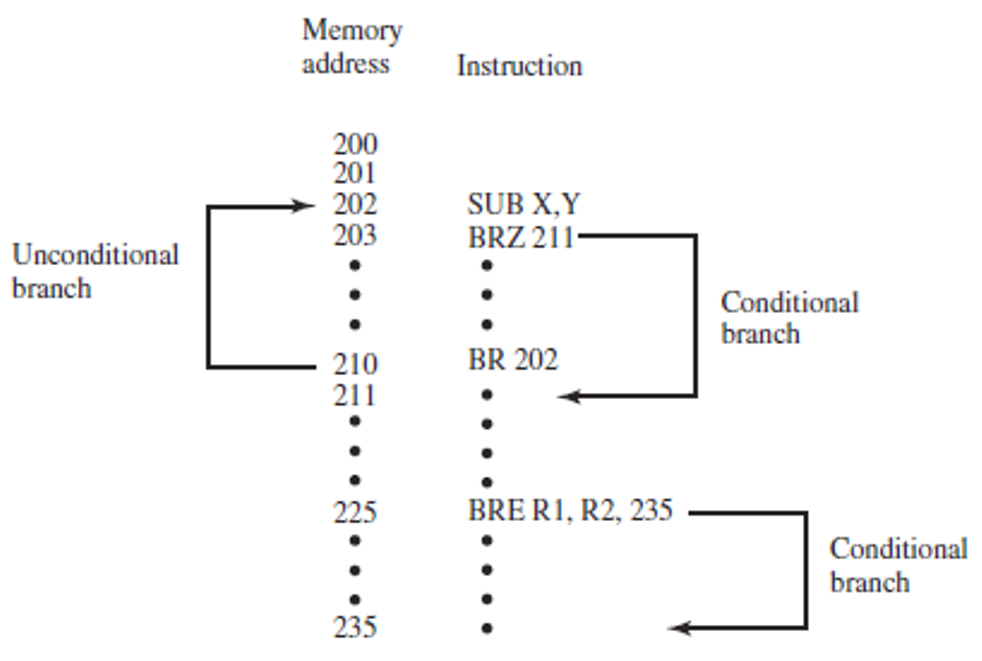 Memory
address Instruction
200
201
202 SUB X,Y
203 BRZ 211
Unconditional
branch
Conditional
branch
210 BR 202
211
225 BRE R1, R2, 235
Conditional
branch
235